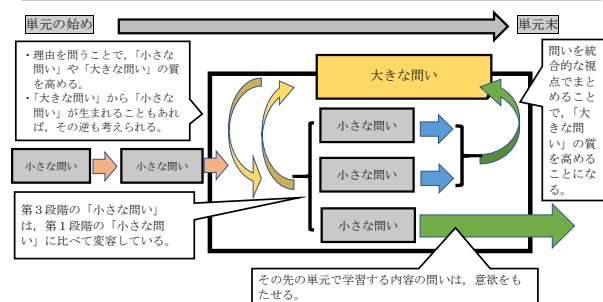 単元の始め
単元末
・理由を問うことで，「小さな
問い」や「大きな問い」の質
を高める。
・「大きな問い」から「小さな
問い」が生まれることもあれ
ば，その逆も考えられる。
大きな問い
問いを統
合的な視
点でまと
めること
で，「大
きな問
い」の質
を高める
ことにな
る。
小さな問い
小さな問い
小さな問い
小さな問い
小さな問い
第３段階の「小さな問い」
は，第１段階の「小さな問
い」に比べて変容している。
その先の単元で学習する内容の問いは，意欲をも
たせる。